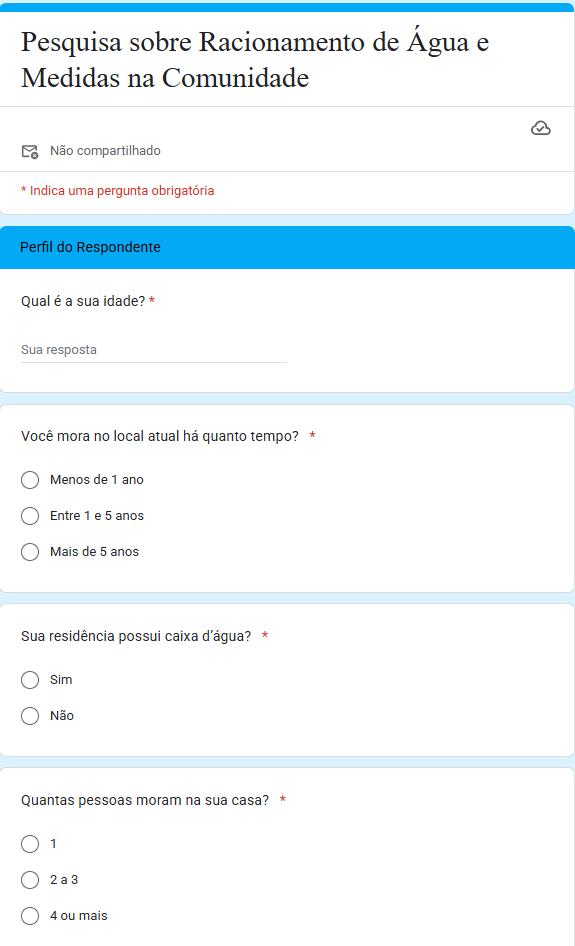 Pesquisa sobre Racionamento de Água e
Medidas na Comunidade
Não compartilhado
* Indica uma pergunta obrigatória
Perfil do Respondente
Qual é a sua idade? *
Sua resposta
Você mora no local atual há quanto tempo? *
Menos de 1 ano
Entre 1 e 5 anos
Mais de 5 anos
Sua residência possui caixa d’água? *
Sim
Não
Quantas pessoas moram na sua casa? *
1
2 a 3
4 ou mais